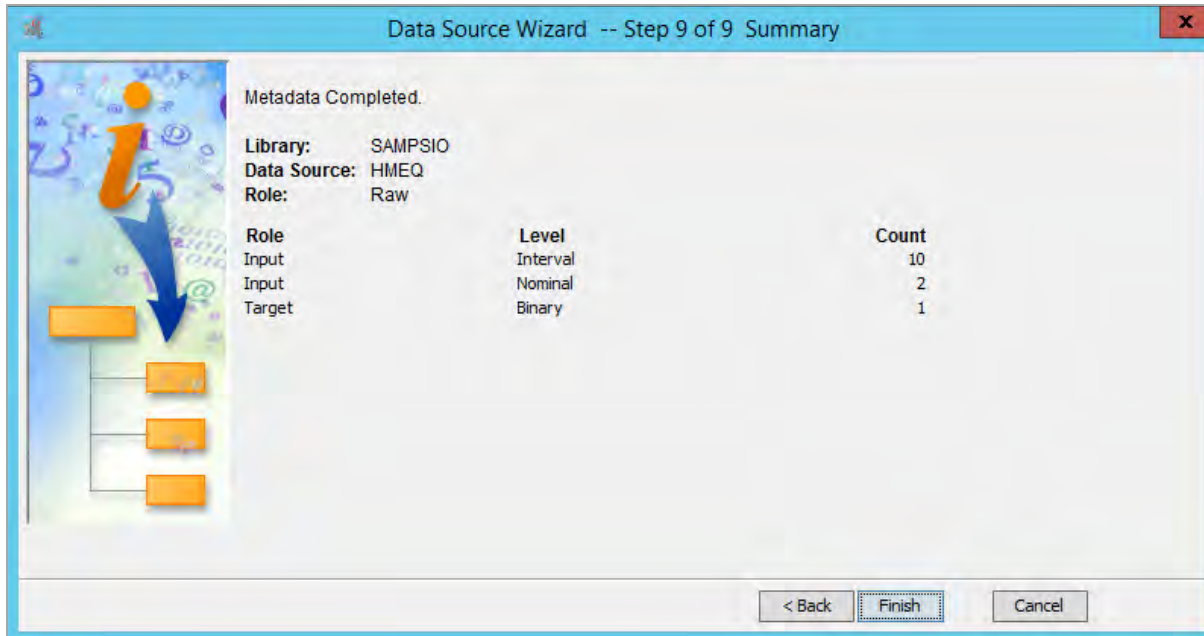 Data Source Wizard -- Step 9 of 9 Summary
x
Metadata Completed.
Library: SAMPSIO
Data Source: HMEQ
Role: Raw
Role Level Count
Input Interval 10
Input Nominal 2
Target Binary 1
< Back Finish Cancel